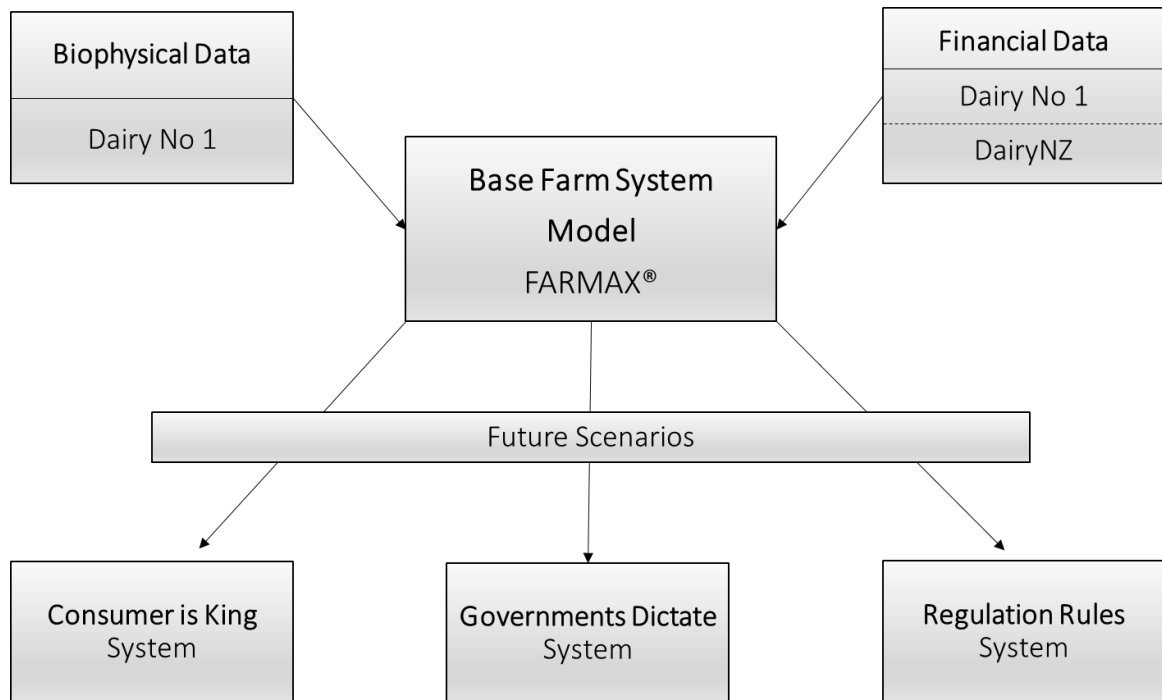 Biophysical Data
Dairy No 1
Financial Data
Dairy No 1
DairyNZ
Base Farm System
Model
FARMAX®
Future Scenarios
Consumer is King
System
Governments Dictate
System
Regulation Rules
System